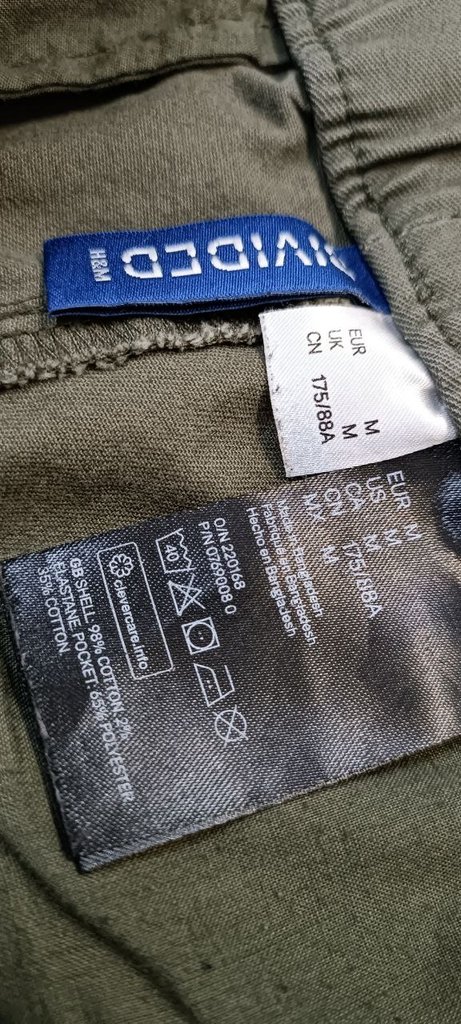 DIVIDED
H&M
EUR M
UK M
CN 175/88A
EUR M
US M
CA M
CN 175/88A
MX M
Made in Bangladesh
Fabriqué en Bangladesh
Hecho en Bangladesh
O/N 220168
P/N 0769008 0
40
clevercare.info
GB:SHELL: 98% COTTON, 2%
ELASTANE, POCKET: 65% POLYESTER
35% COTTON